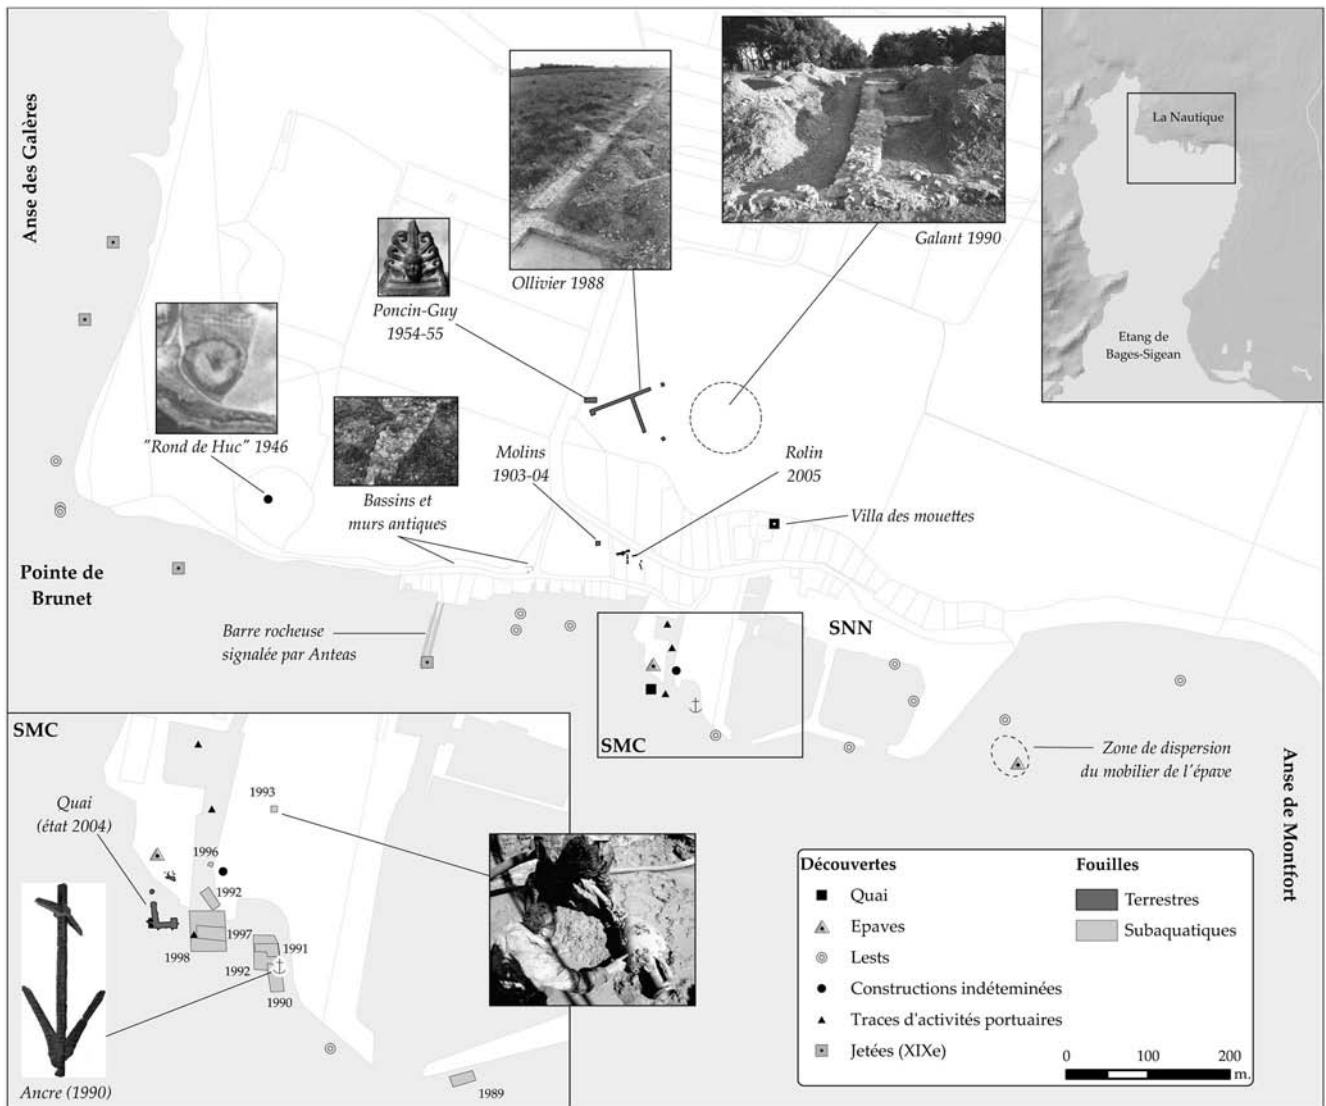 Anse des Galères
Ollivier 1988
Galant 1990
La Nautique
Etang de
Bages-Sigean
Poncin-Guy
1954-55
"Rond de Huc" 1946
Bassins et
murs antiques
Molins
1903-04
Rolin
2005
Villa des mouettes
Pointe de
Brunet
Barre rocheuse
signalée par Anteas
SNN
SMC
Zone de dispersion
du mobilier de l'épave
Anse de Montfort
SMC
Quai
(état 2004)
1993
1996
1992
1997
1998
1991
1992
1990
1989
Ancre (1990)
Découvertes
Quai
Epaves
Lests
Constructions indéteminées
Traces d'activités portuaires
Jetées (XIXe)
Fouilles
Terrestres
Subaquatiques
0 100 200
m.